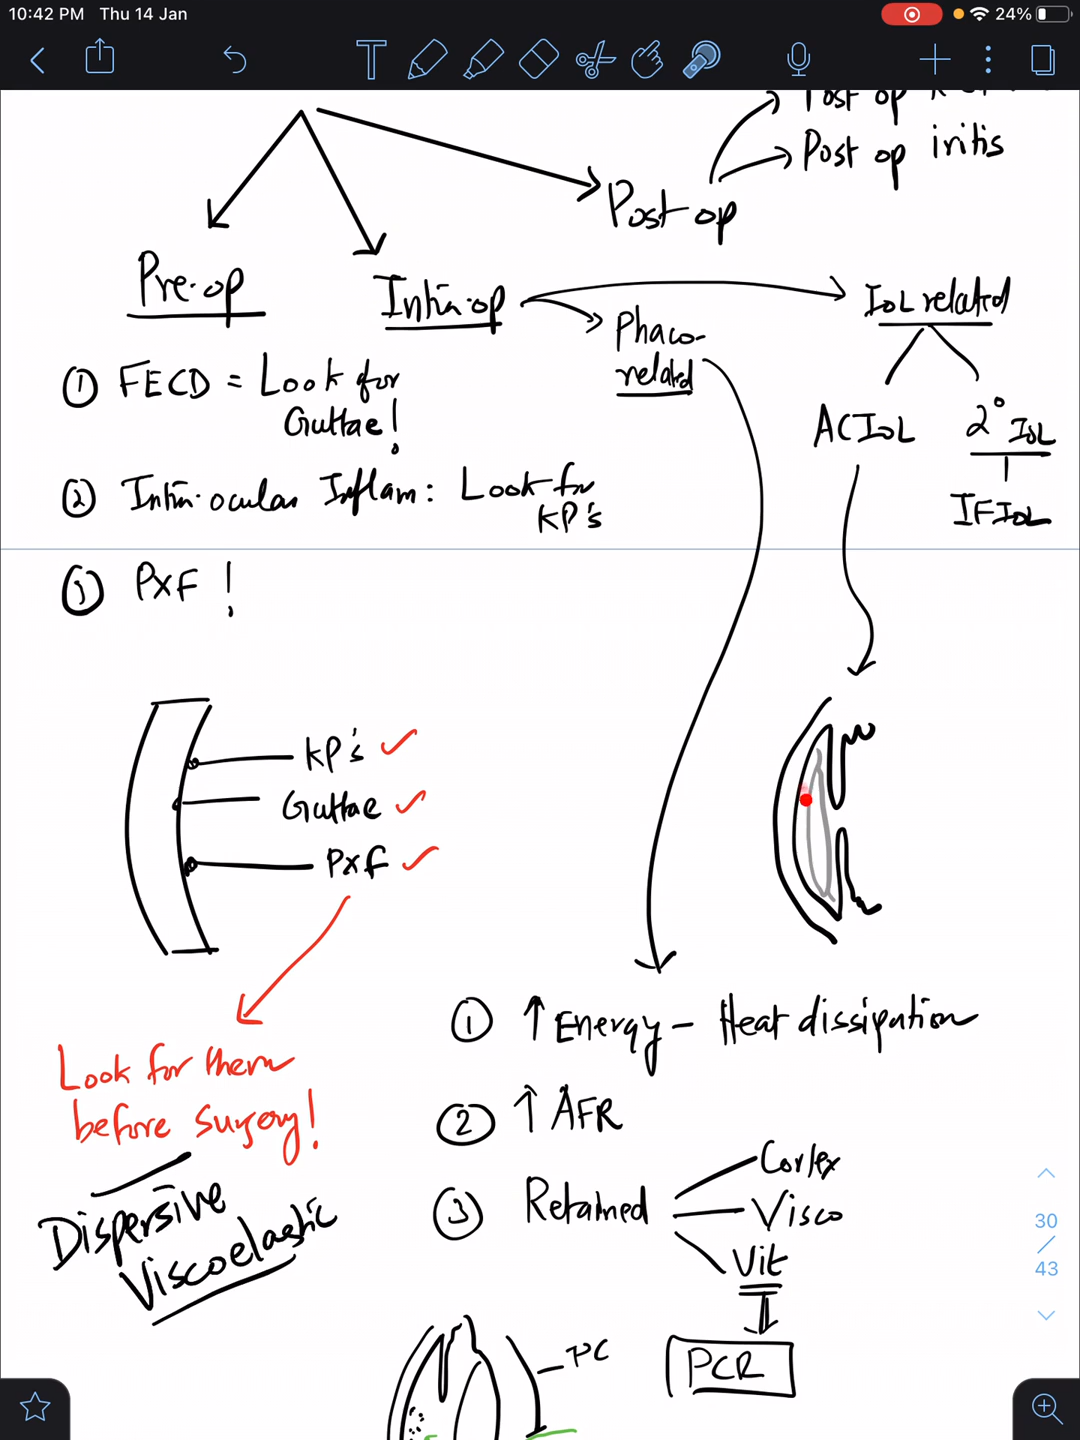 10:42 PM Thu 14 Jan
24%
Post op
Post op iritis
Post op
Pre-op
Intra-op
IOL related
Phaco-
related
① FECD = Look for
Guttae!
ACIOL
2° IOL
IFIOL
② Intra-ocular Inflam: Look for
KP's
③ PXF !
KP's ✓
Guttae ✓
PXF ✓
① ↑ Energy – Heat dissipation
Look for them
before surgery!
② ↑ AFR
Dispersive
Viscoelastic
③ Retained
Cortex
Visco
Vit
PCR
PC
30
/
43